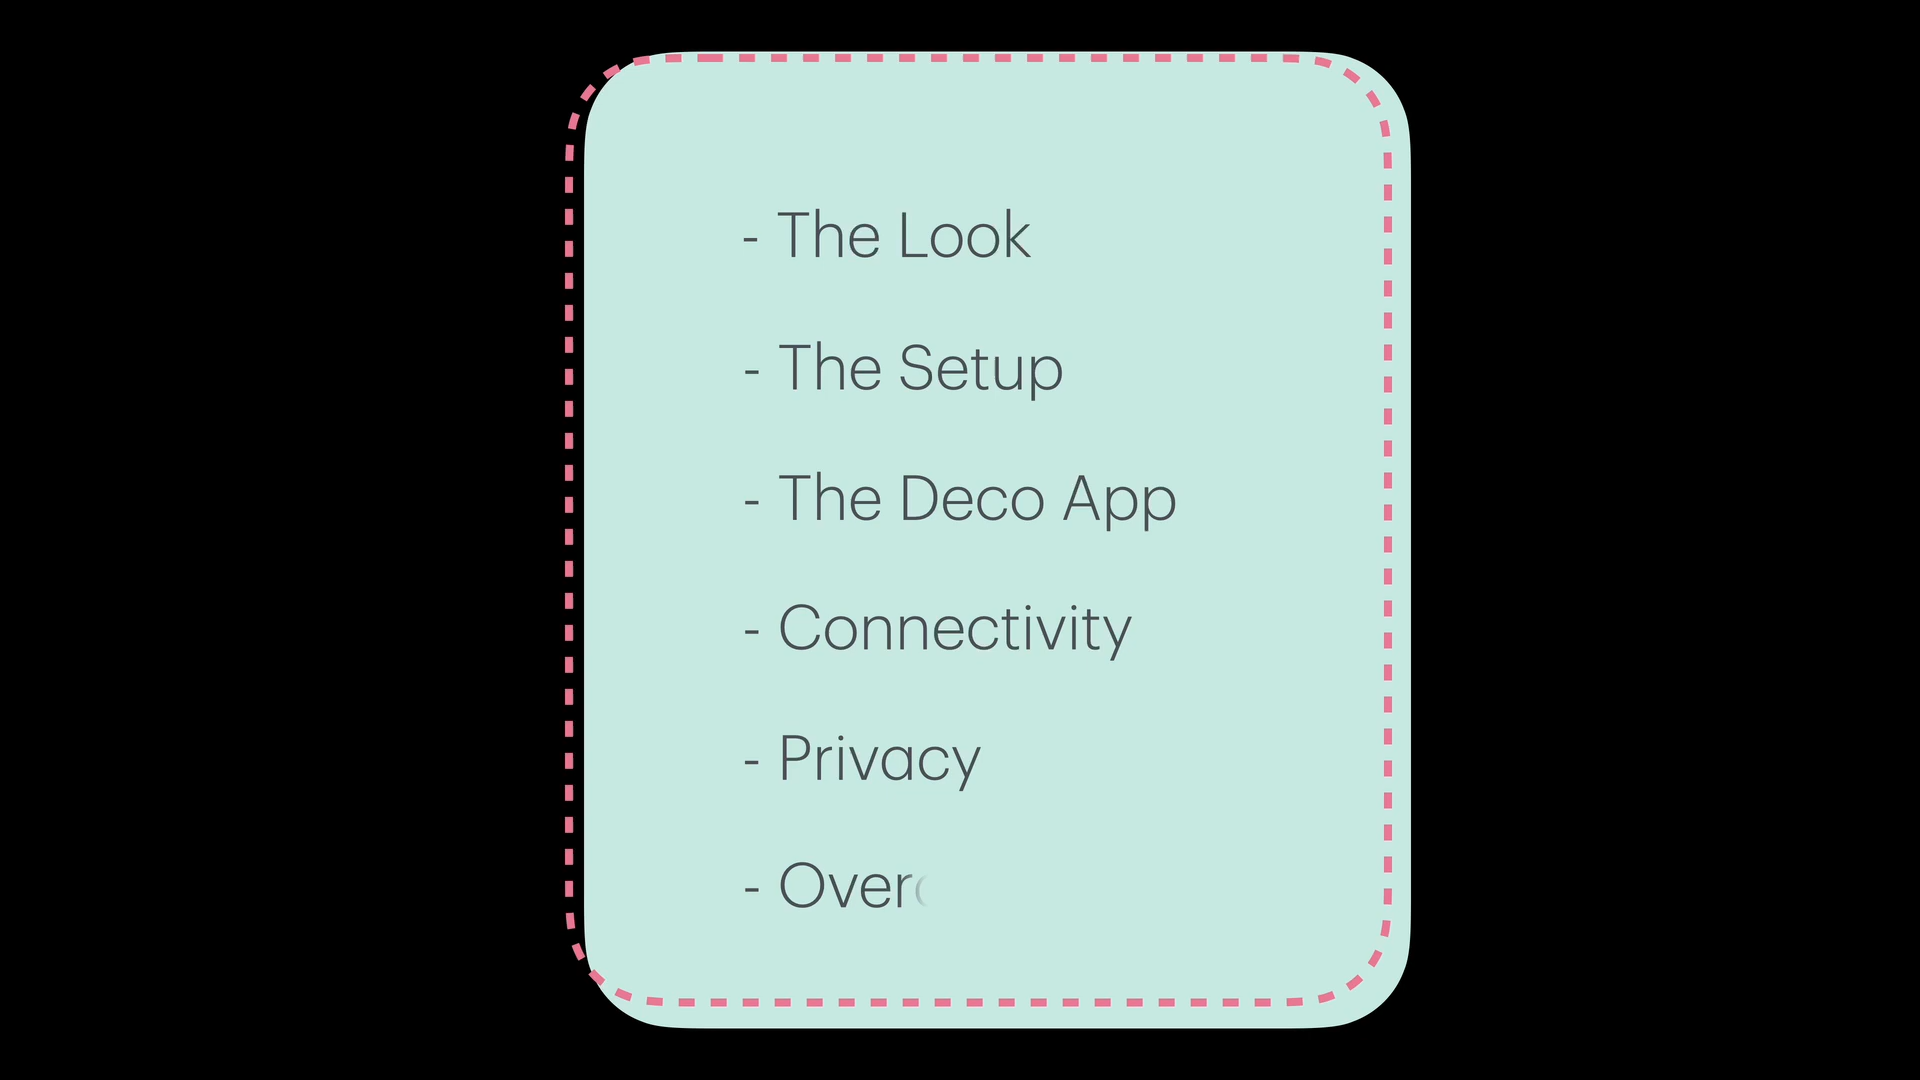 - The Look
- The Setup
- The Deco App
- Connectivity
- Privacy
- Over